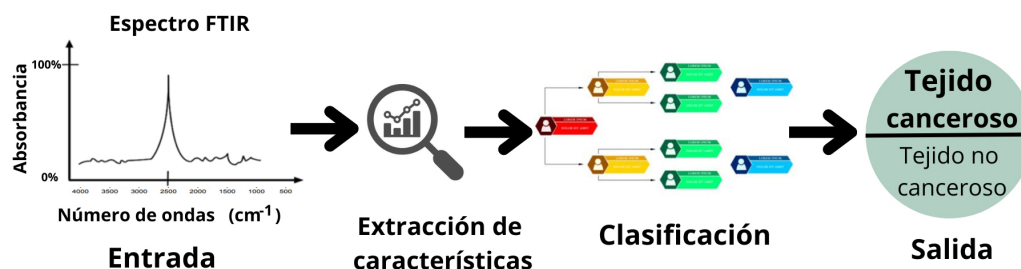 Espectro FTIR
Absorbancia
100%
0%
4000 3500 3000 2500 2000 1500 1000 500
Número de ondas (cm⁻¹)
Entrada
Extracción de
características
Clasificación
Tejido
canceroso
Tejido no
canceroso
Salida